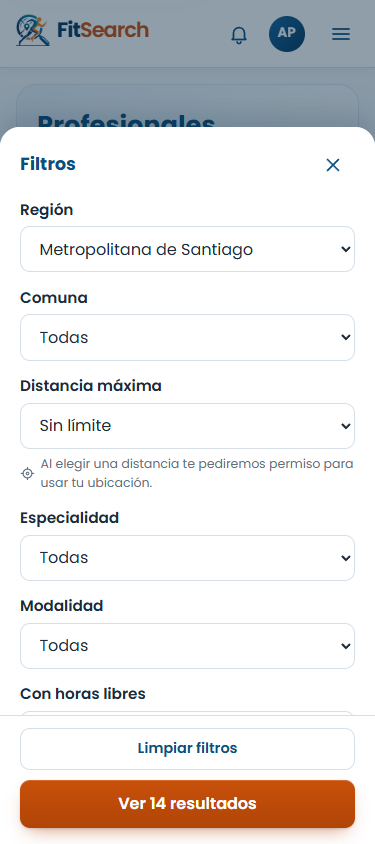 FitSearch
AP
Profesionales
Filtros
Región
Metropolitana de Santiago
Comuna
Todas
Distancia máxima
Sin límite
Al elegir una distancia te pediremos permiso para
usar tu ubicación.
Especialidad
Todas
Modalidad
Todas
Con horas libres
Limpiar filtros
Ver 14 resultados